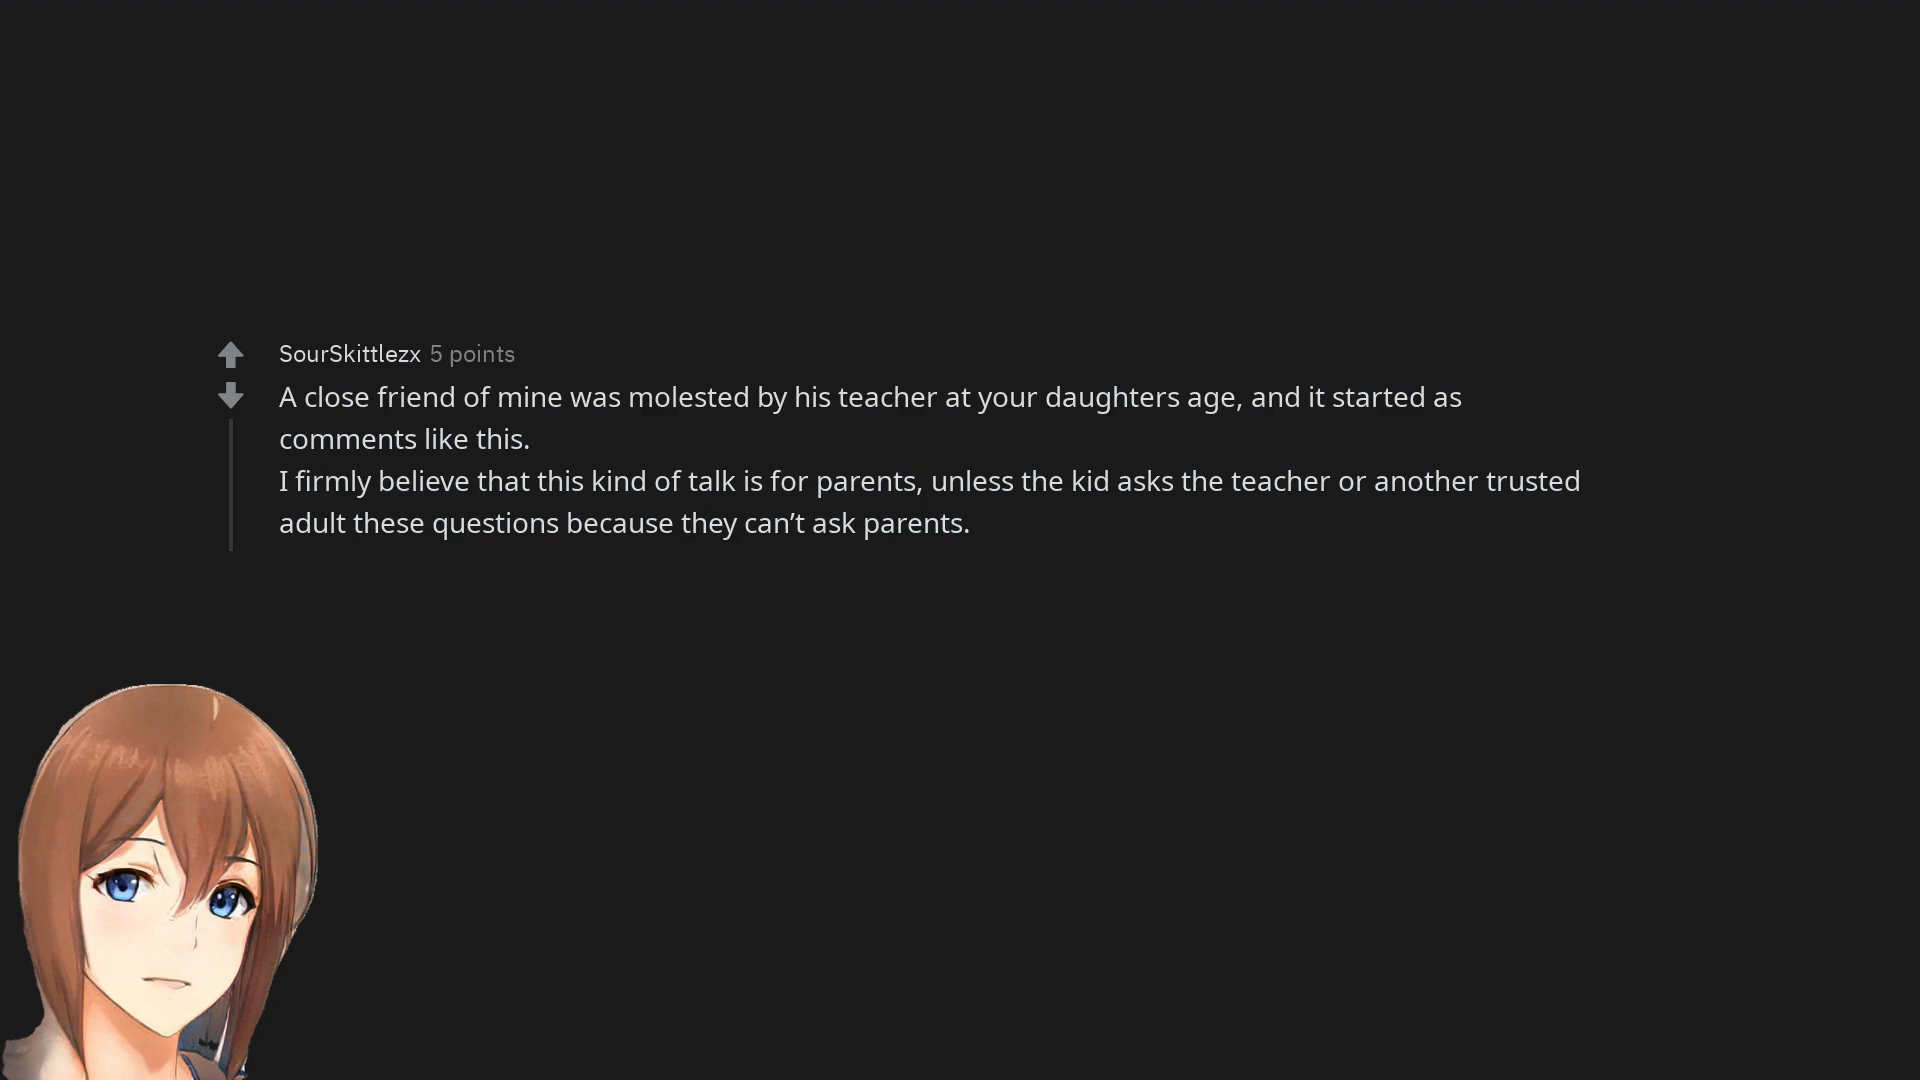 SourSkittlezx 5 points
A close friend of mine was molested by his teacher at your daughters age, and it started as
comments like this.
I firmly believe that this kind of talk is for parents, unless the kid asks the teacher or another trusted
adult these questions because they can’t ask parents.